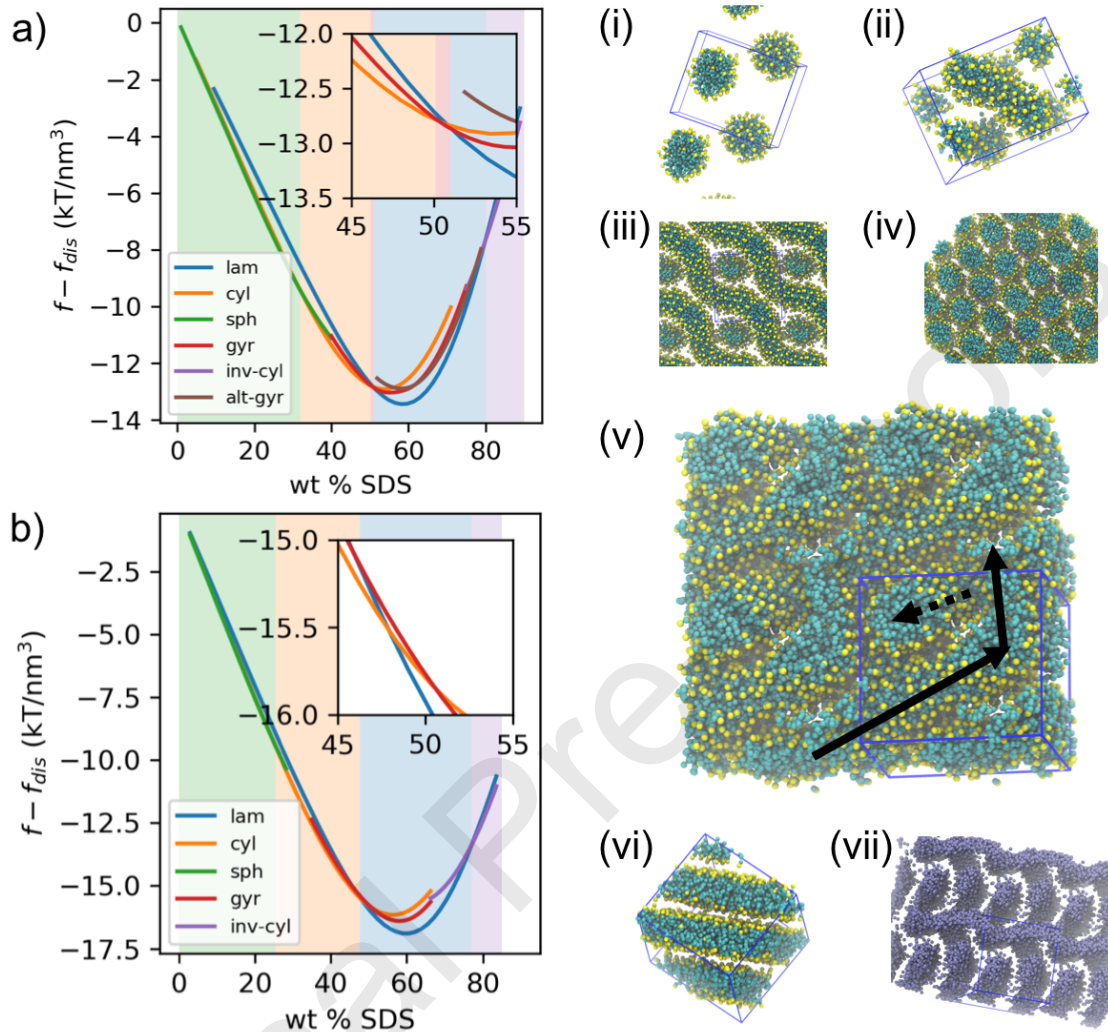 a)
f − f_dis (kT/nm³)
0
−2
−4
−6
−8
−10
−12
−14
0 20 40 60 80
wt % SDS
lam
cyl
sph
gyr
inv-cyl
alt-gyr
−12.0
−12.5
−13.0
−13.5
45 50 55
b)
f − f_dis (kT/nm³)
−2.5
−5.0
−7.5
−10.0
−12.5
−15.0
−17.5
0 20 40 60 80
wt % SDS
lam
cyl
sph
gyr
inv-cyl
−15.0
−15.5
−16.0
45 50 55
(i)
(ii)
(iii)
(iv)
(v)
(vi)
(vii)